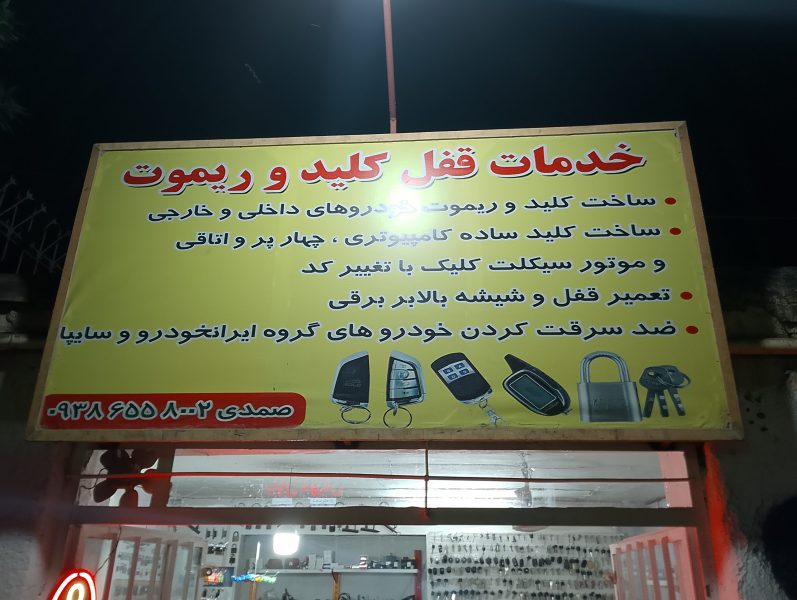 خدمات قفل کلید و ریموت
• ساخت کلید و ریموت خودروهای داخلی و خارجی
• ساخت کلید ساده کامپیوتری ، چهار پر و اتاقی
و موتور سیکلت کلیک با تغییر کد
• تعمیر قفل و شیشه بالابر برقی
• ضد سرقت کردن خودرو های گروه ایرانخودرو و سایپا
صمدی ۰۹۳۸ ۶۵۵ ۸۰۰۲